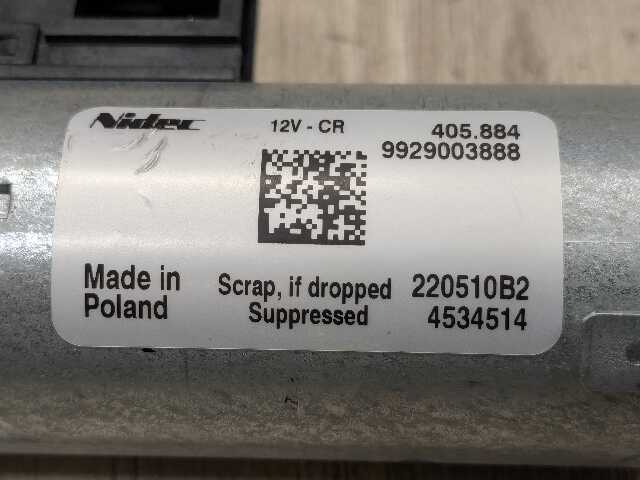 Nidec 12V - CR 405.884
9929003888
Made in Poland
Scrap, if dropped 220510B2
Suppressed 4534514